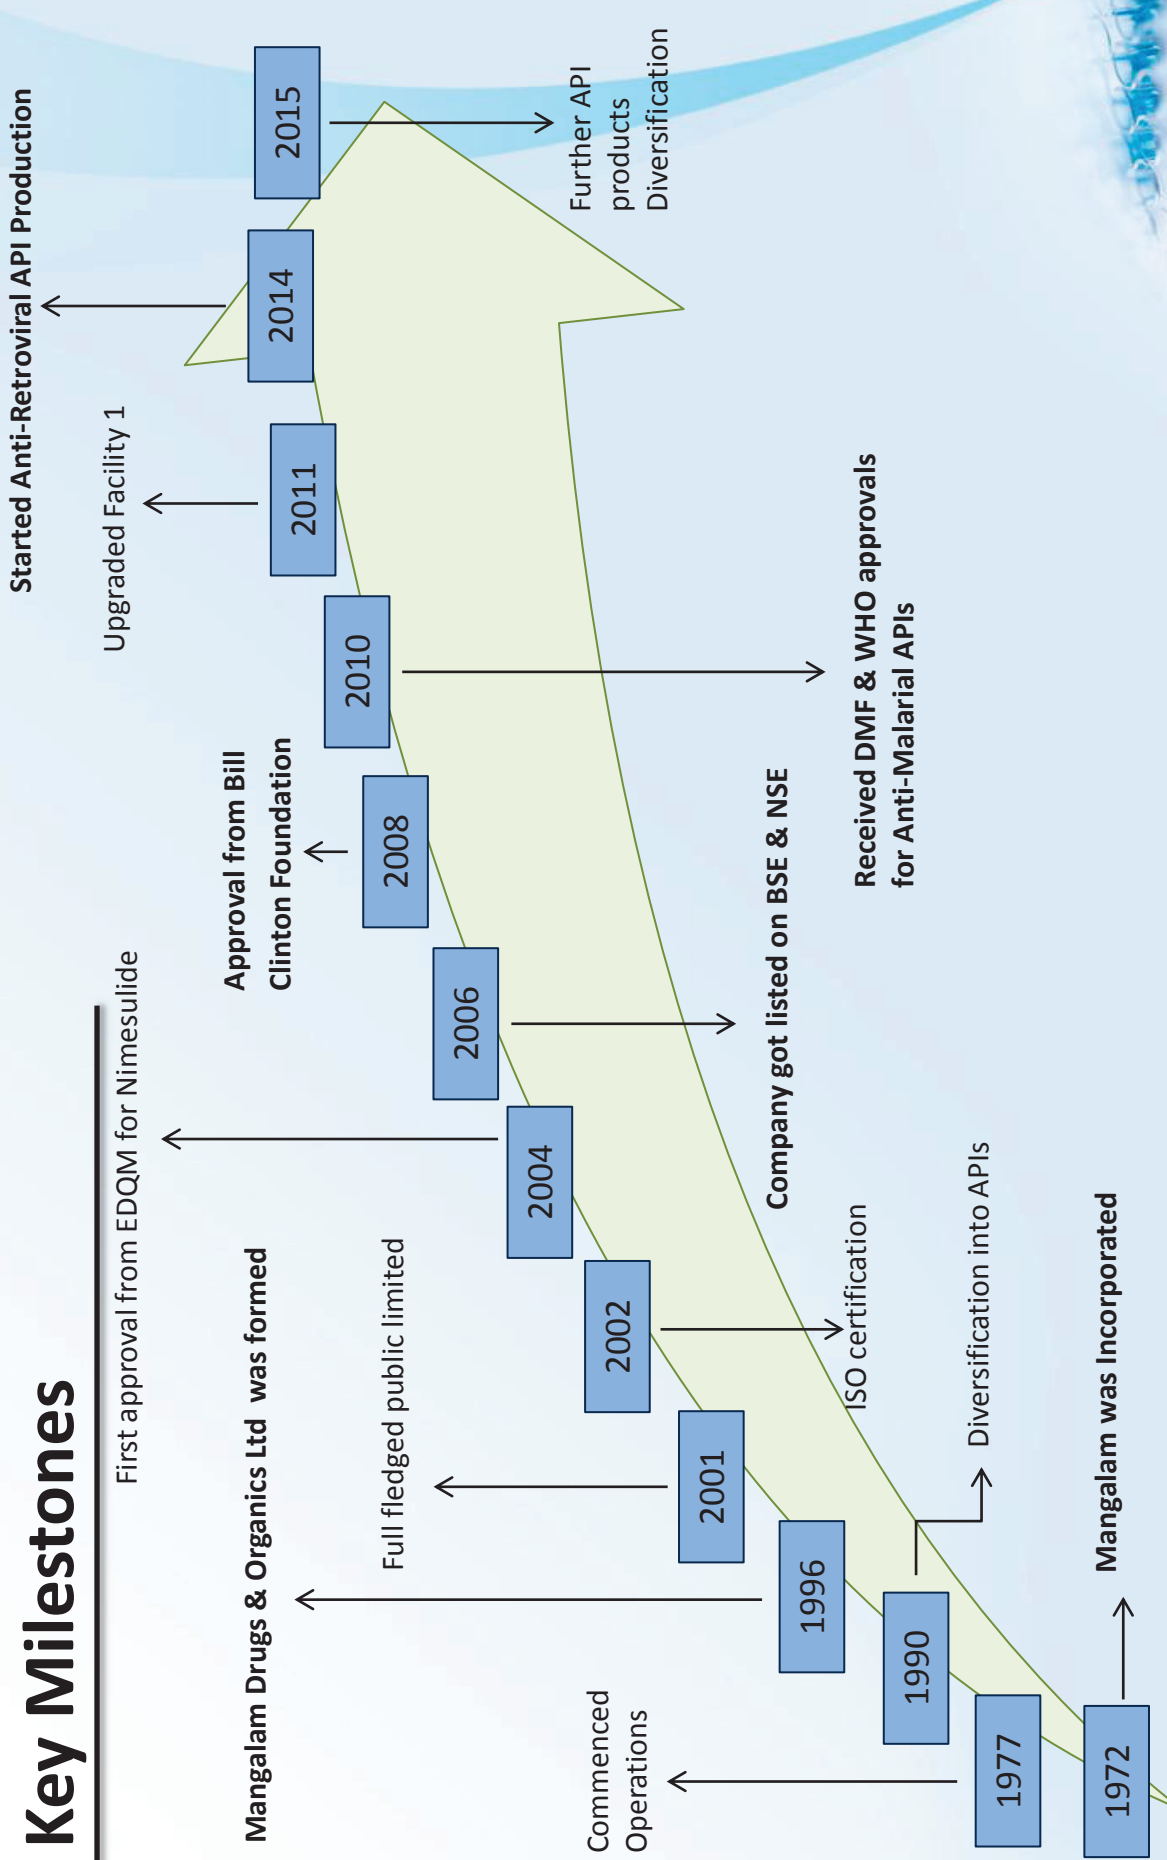 Key Milestones
First approval from EDQM for Nimesulide
Mangalam Drugs & Organics Ltd was formed
Full fledged public limited
Commenced
Operations
Approval from Bill
Clinton Foundation
Upgraded Facility 1
Started Anti-Retroviral API Production
1972
1977
1990
1996
2001
2002
2004
2006
2008
2010
2011
2014
2015
Mangalam was Incorporated
Diversification into APIs
ISO certification
Company got listed on BSE & NSE
Received DMF & WHO approvals
for Anti-Malarial APIs
Further API
products
Diversification